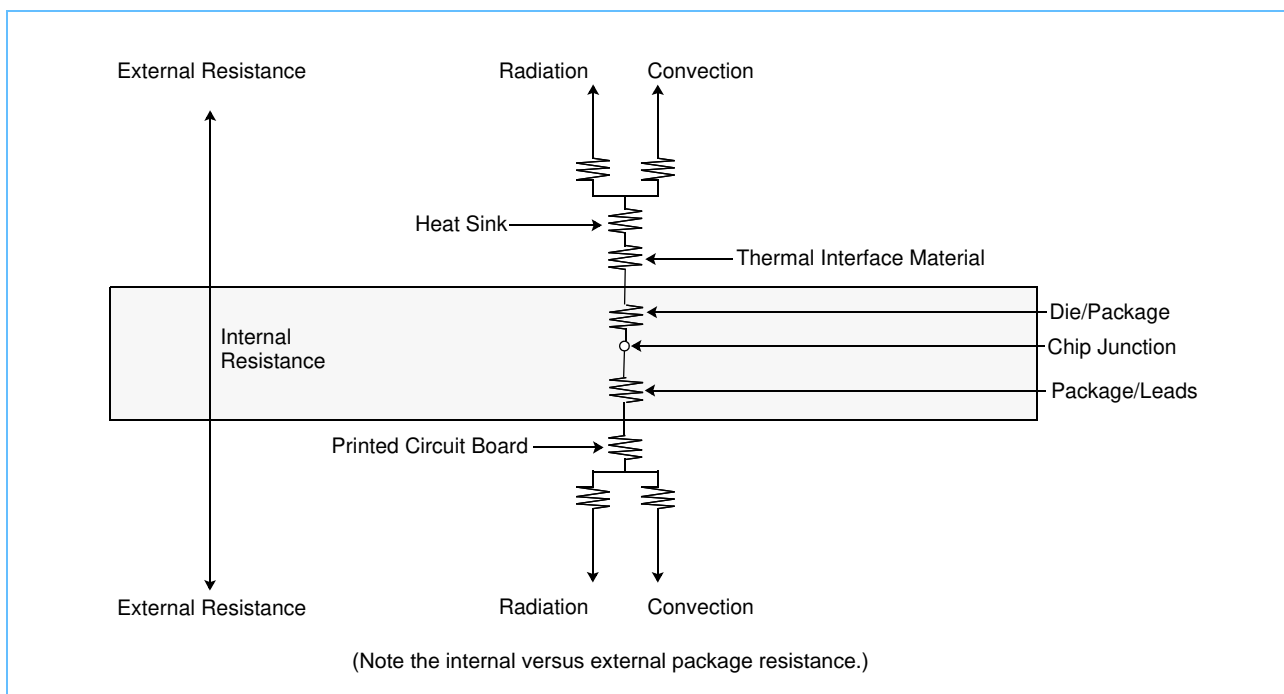 External Resistance
Radiation
Convection
Heat Sink
Thermal Interface Material
Internal
Resistance
Die/Package
Chip Junction
Package/Leads
Printed Circuit Board
External Resistance
Radiation
Convection
(Note the internal versus external package resistance.)